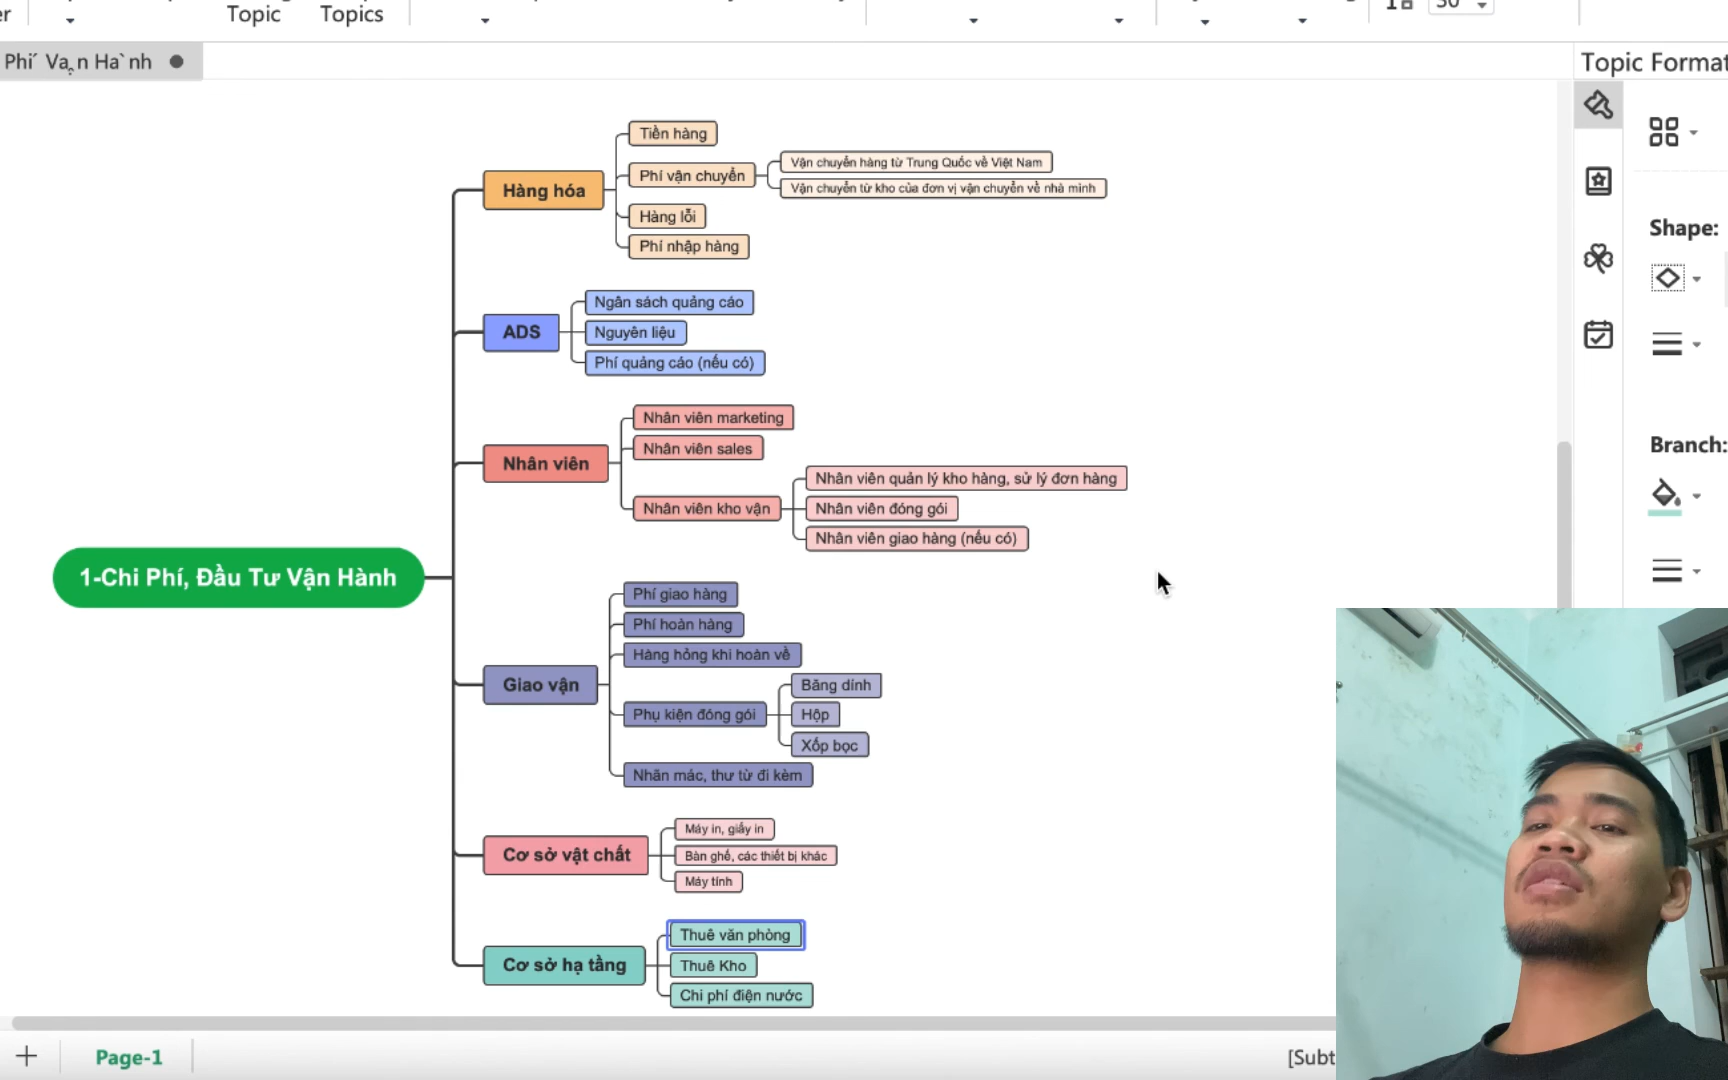 er
Topic
Topics
30
Phí Vận Hành
Topic Format
Tiền hàng
Vận chuyển hàng từ Trung Quốc về Việt Nam
Phí vận chuyển
Vận chuyển từ kho của đơn vị vận chuyển về nhà mình
Hàng hóa
Hàng lỗi
Phí nhập hàng
Shape:
Ngân sách quảng cáo
ADS
Nguyên liệu
Phí quảng cáo (nếu có)
Nhân viên marketing
Nhân viên sales
Branch:
Nhân viên
Nhân viên quản lý kho hàng, sử lý đơn hàng
Nhân viên kho vận
Nhân viên đóng gói
Nhân viên giao hàng (nếu có)
1-Chi Phí, Đầu Tư Vận Hành
Phí giao hàng
Phí hoàn hàng
Hàng hỏng khi hoàn về
Giao vận
Băng dính
Phụ kiện đóng gói
Hộp
Xốp bọc
Nhãn mác, thư từ đi kèm
Máy in, giấy in
Cơ sở vật chất
Bàn ghế, các thiết bị khác
Máy tính
Thuê văn phòng
Cơ sở hạ tầng
Thuê Kho
Chi phí điện nước
Page-1
[Subt